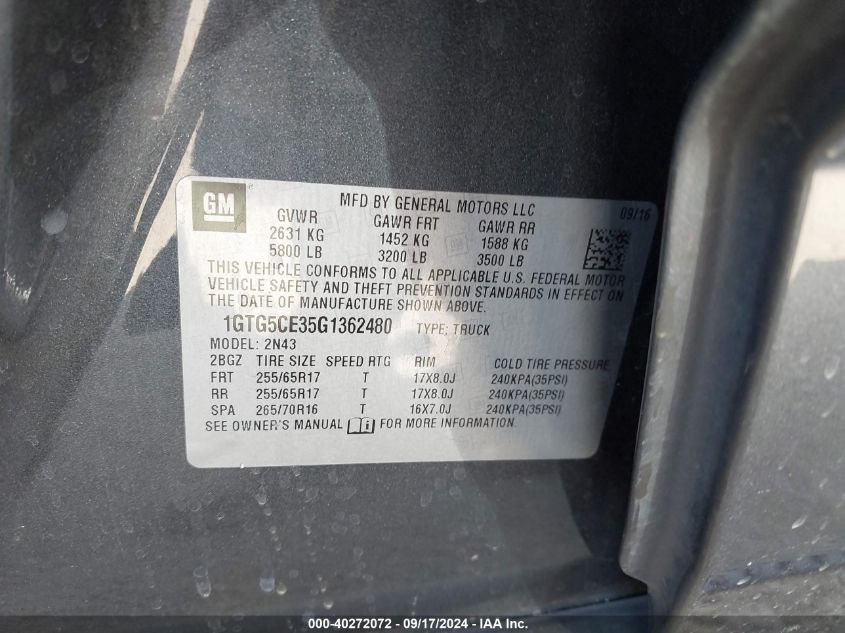 GM
MFD BY GENERAL MOTORS LLC
09/16
GVWR GAWR FRT GAWR RR
2631 KG 1452 KG 1588 KG
5800 LB 3200 LB 3500 LB
THIS VEHICLE CONFORMS TO ALL APPLICABLE U.S. FEDERAL MOTOR
VEHICLE SAFETY AND THEFT PREVENTION STANDARDS IN EFFECT ON
THE DATE OF MANUFACTURE SHOWN ABOVE.
1GTG5CE35G1362480 TYPE: TRUCK
MODEL: 2N43
2BGZ TIRE SIZE SPEED RTG RIM COLD TIRE PRESSURE
FRT 255/65R17 T 17X8.0J 240KPA(35PSI)
RR 255/65R17 T 17X8.0J 240KPA(35PSI)
SPA 265/70R16 T 16X7.0J 240KPA(35PSI)
SEE OWNER'S MANUAL i FOR MORE INFORMATION.
000-40272072 - 09/17/2024 - IAA Inc.